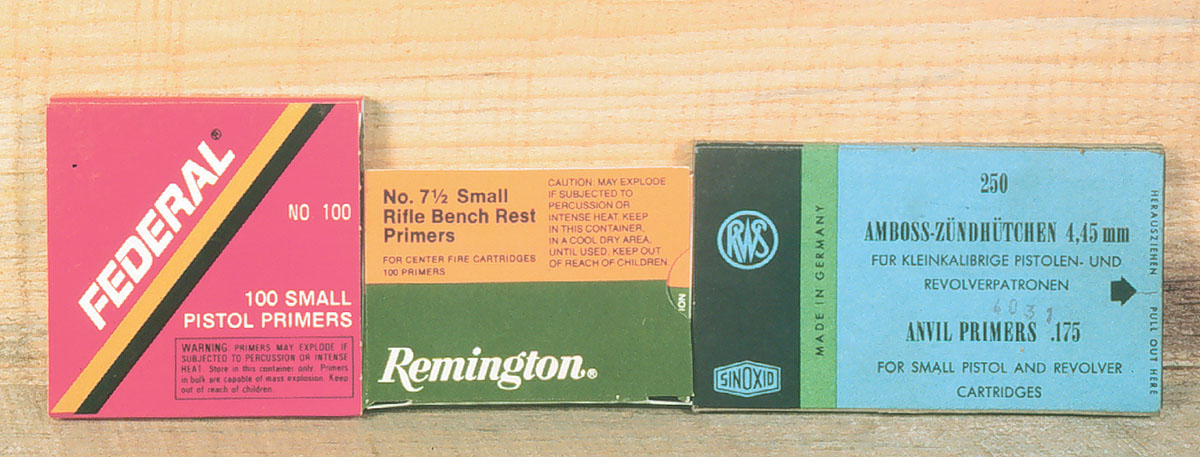 FEDERAL®
NO 100
100 SMALL
PISTOL PRIMERS
WARNING: PRIMERS MAY EXPLODE IF
SUBJECTED TO PERCUSSION OR INTENSE
HEAT. Store in this container only. Primers
in bulk are capable of mass explosion. Keep
out of reach of children.
No. 7½ Small
Rifle Bench Rest
Primers
FOR CENTER FIRE CARTRIDGES
100 PRIMERS
CAUTION: MAY EXPLODE
IF SUBJECTED TO
PERCUSSION OR
INTENSE HEAT. KEEP
IN THIS CONTAINER,
IN A COOL DRY AREA,
UNTIL USED. KEEP OUT
OF REACH OF CHILDREN.
Remington®
RWS
SINOXID
MADE IN GERMANY
250
AMBOSS-ZÜNDHÜTCHEN 4,45 mm
FÜR KLEINKALIBRIGE PISTOLEN- UND
REVOLVERPATRONEN
ANVIL PRIMERS .175
FOR SMALL PISTOL AND REVOLVER
CARTRIDGES
HERAUSZIEHEN
PULL OUT HERE